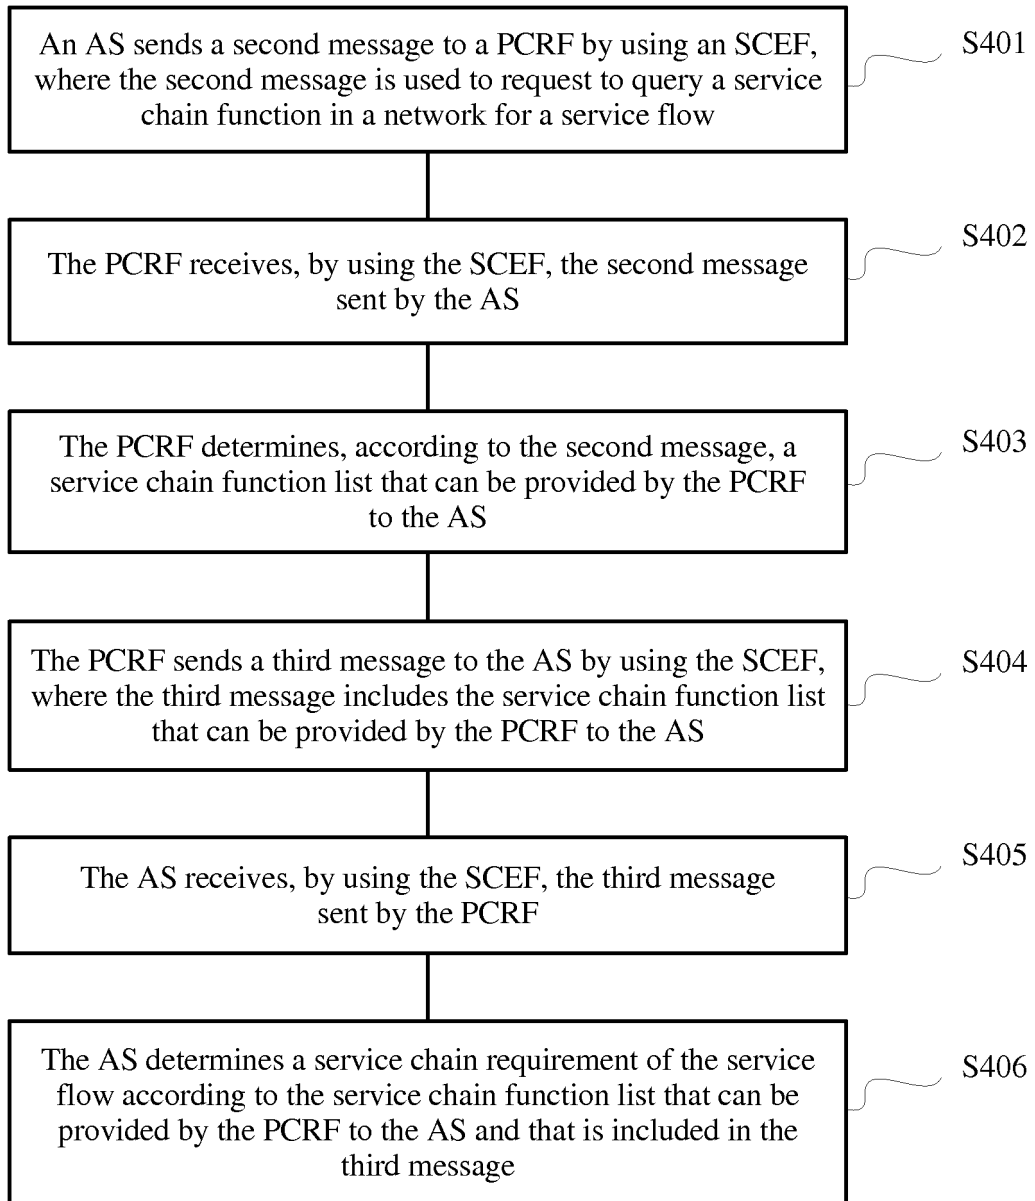 An AS sends a second message to a PCRF by using an SCEF,
where the second message is used to request to query a service
chain function in a network for a service flow
S401
The PCRF receives, by using the SCEF, the second message
sent by the AS
S402
The PCRF determines, according to the second message, a
service chain function list that can be provided by the PCRF
to the AS
S403
The PCRF sends a third message to the AS by using the SCEF,
where the third message includes the service chain function list
that can be provided by the PCRF to the AS
S404
The AS receives, by using the SCEF, the third message
sent by the PCRF
S405
The AS determines a service chain requirement of the service
flow according to the service chain function list that can be
provided by the PCRF to the AS and that is included in the
third message
S406